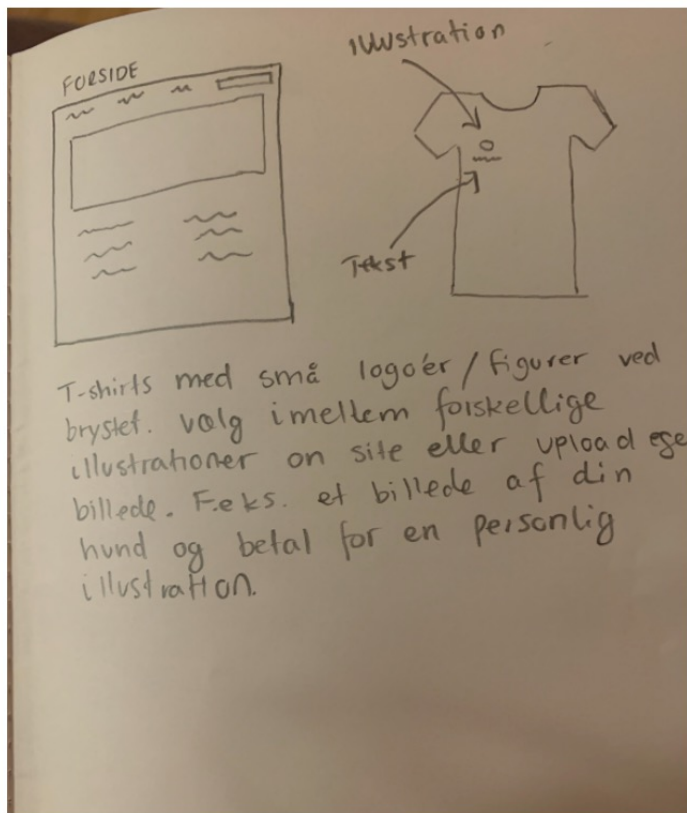 FORSIDE
illustration
Tekst
T-shirts med små logo'er / figurer ved
brystet. Vælg imellem forskellige
illustrationer on site eller upload ege
billede. F.eks. et billede af din
hund og betal for en personlig
illustration.